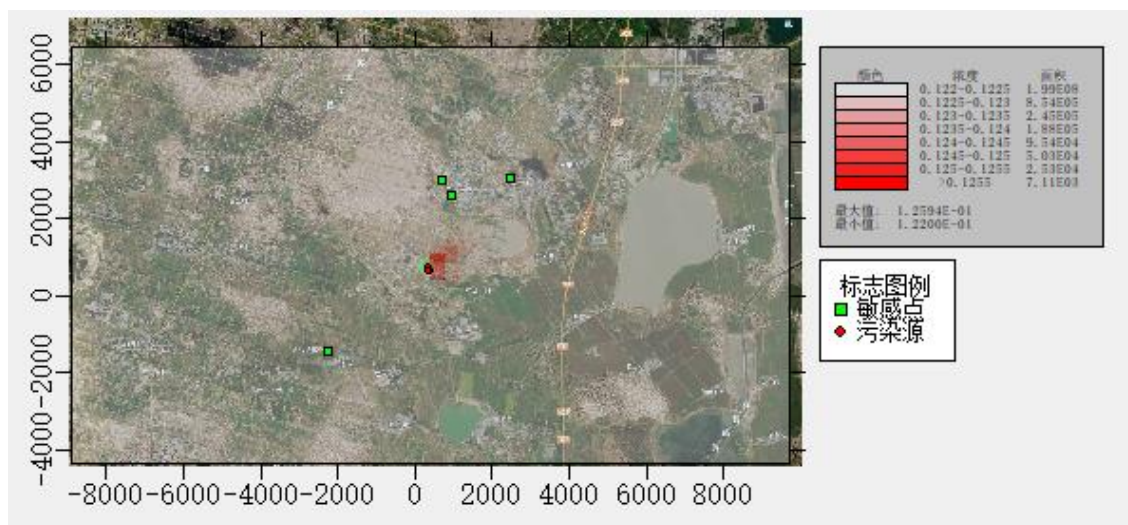 6000
4000
2000
0
-2000
-4000
-8000 -6000 -4000 -2000 0 2000 4000 6000 8000
颜色 浓度 面积
0.122-0.1225 1.99E08
0.1225-0.123 8.54E05
0.123-0.1235 2.45E05
0.1235-0.124 1.88E05
0.124-0.1245 9.54E04
0.1245-0.125 5.03E04
0.125-0.1255 2.53E04
>0.1255 7.11E03
最大值: 1.2594E-01
最小值: 1.2200E-01
标志图例
敏感点
污染源